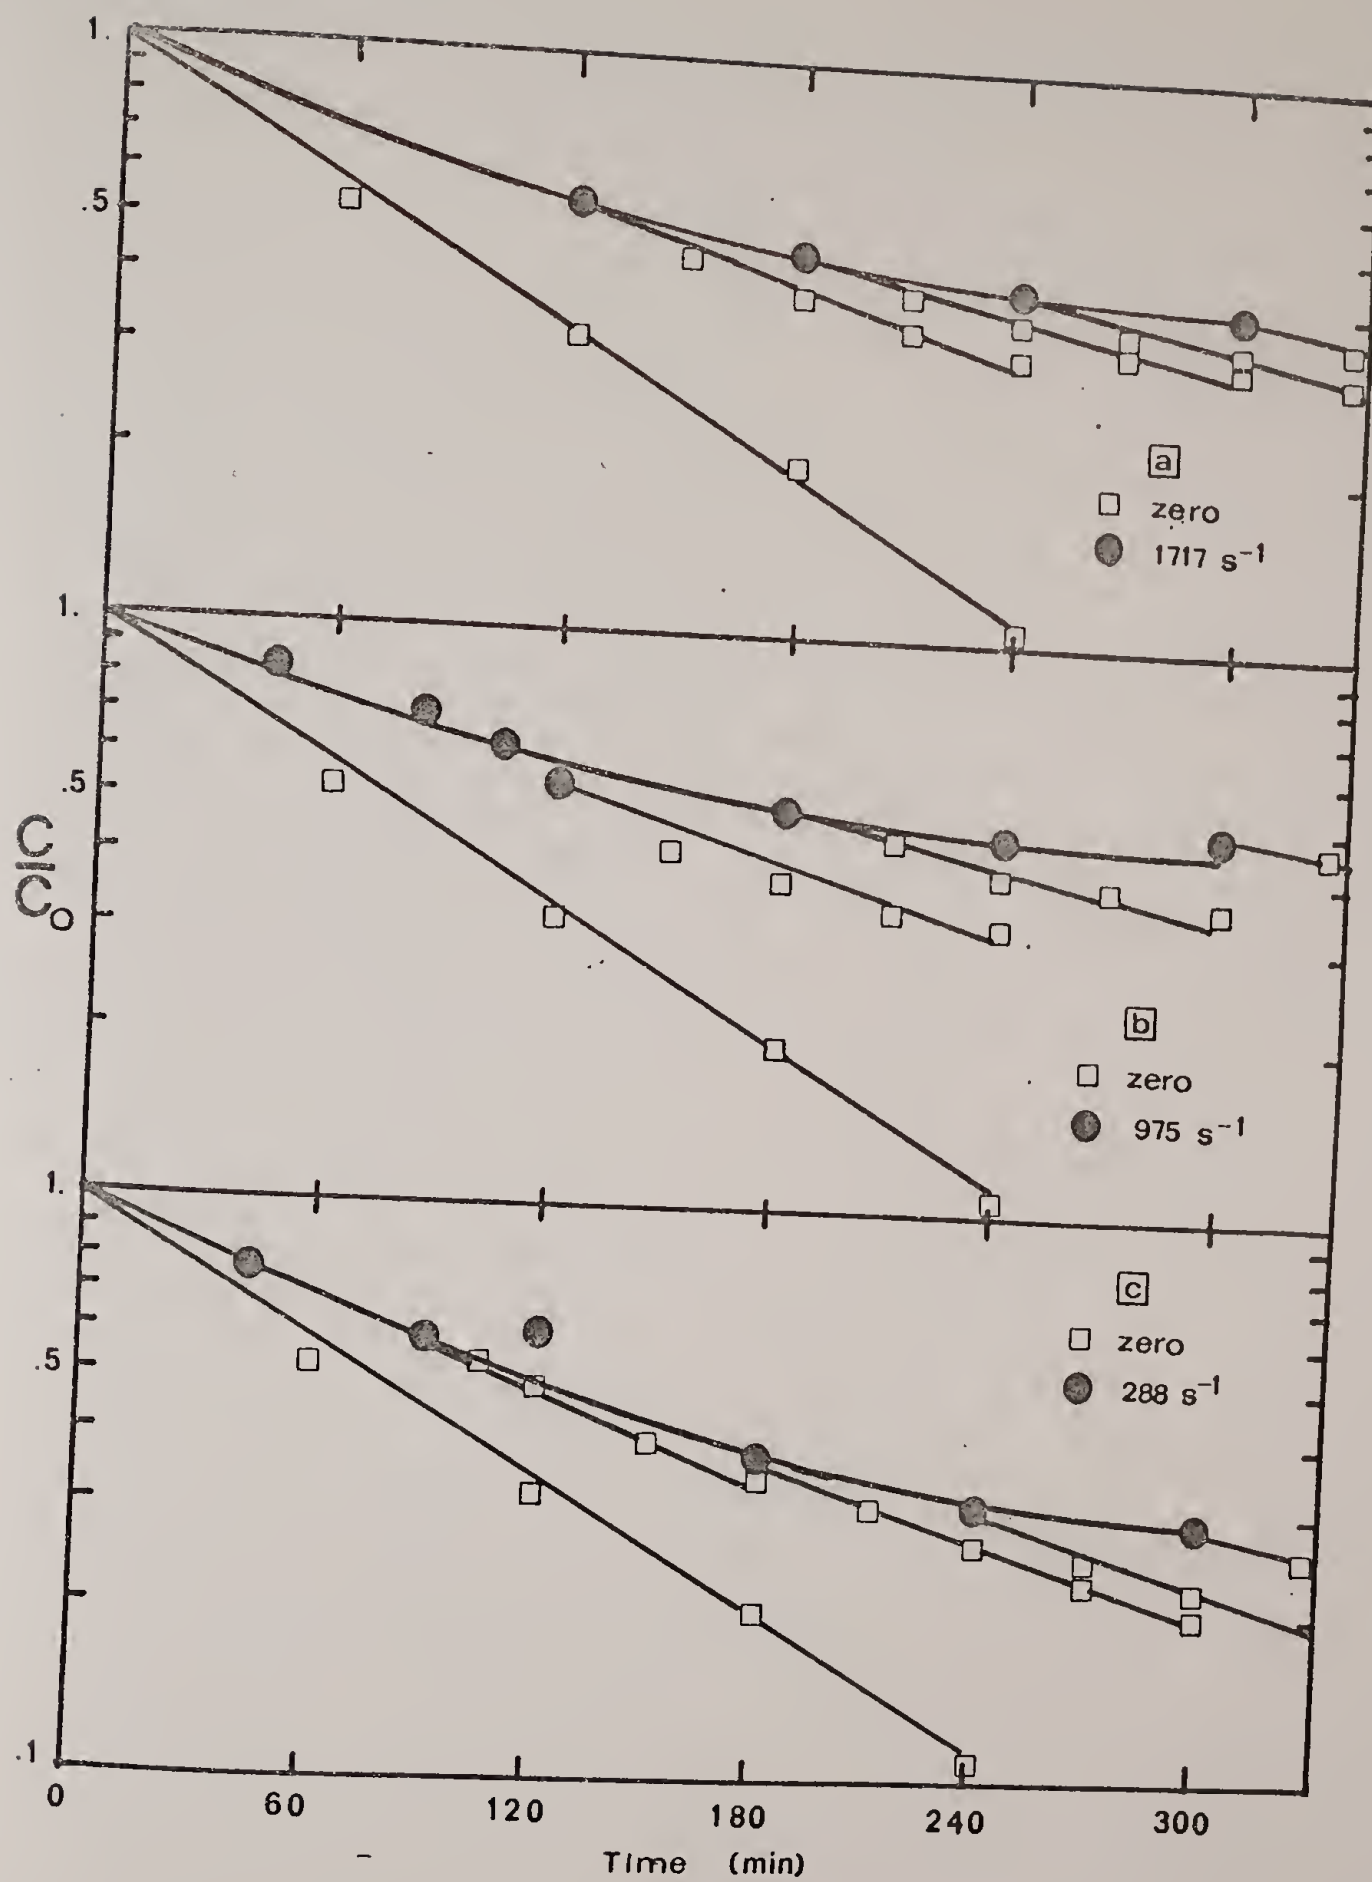 1.
.5
a
zero
1717 s⁻¹
1.
.5
C
C₀
b
zero
975 s⁻¹
1.
c
zero
.5
288 s⁻¹
.1
0 60 120 180 240 300
Time (min)